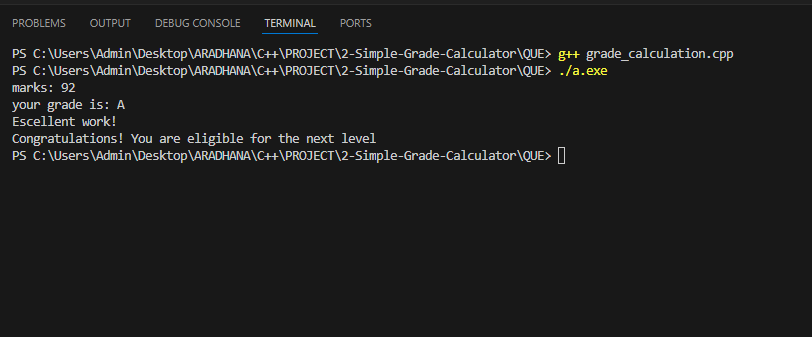 PROBLEMS OUTPUT DEBUG CONSOLE TERMINAL PORTS
PS C:\Users\Admin\Desktop\ARADHANA\C++\PROJECT\2-Simple-Grade-Calculator\QUE> g++ grade_calculation.cpp
PS C:\Users\Admin\Desktop\ARADHANA\C++\PROJECT\2-Simple-Grade-Calculator\QUE> ./a.exe
marks: 92
your grade is: A
Escellent work!
Congratulations! You are eligible for the next level
PS C:\Users\Admin\Desktop\ARADHANA\C++\PROJECT\2-Simple-Grade-Calculator\QUE>